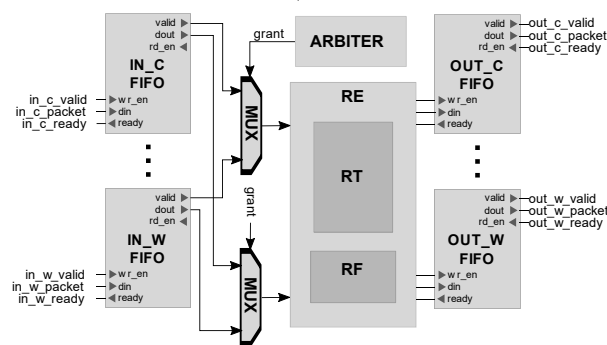 valid
dout
rd_en
IN_C
FIFO
wr_en
din
ready
in_c_valid
in_c_packet
in_c_ready
grant
ARBITER
MUX
RE
RT
RF
valid
dout
rd_en
OUT_C
FIFO
wr_en
din
ready
out_c_valid
out_c_packet
out_c_ready
valid
dout
rd_en
IN_W
FIFO
wr_en
din
ready
in_w_valid
in_w_packet
in_w_ready
grant
MUX
valid
dout
rd_en
OUT_W
FIFO
wr_en
din
ready
out_w_valid
out_w_packet
out_w_ready